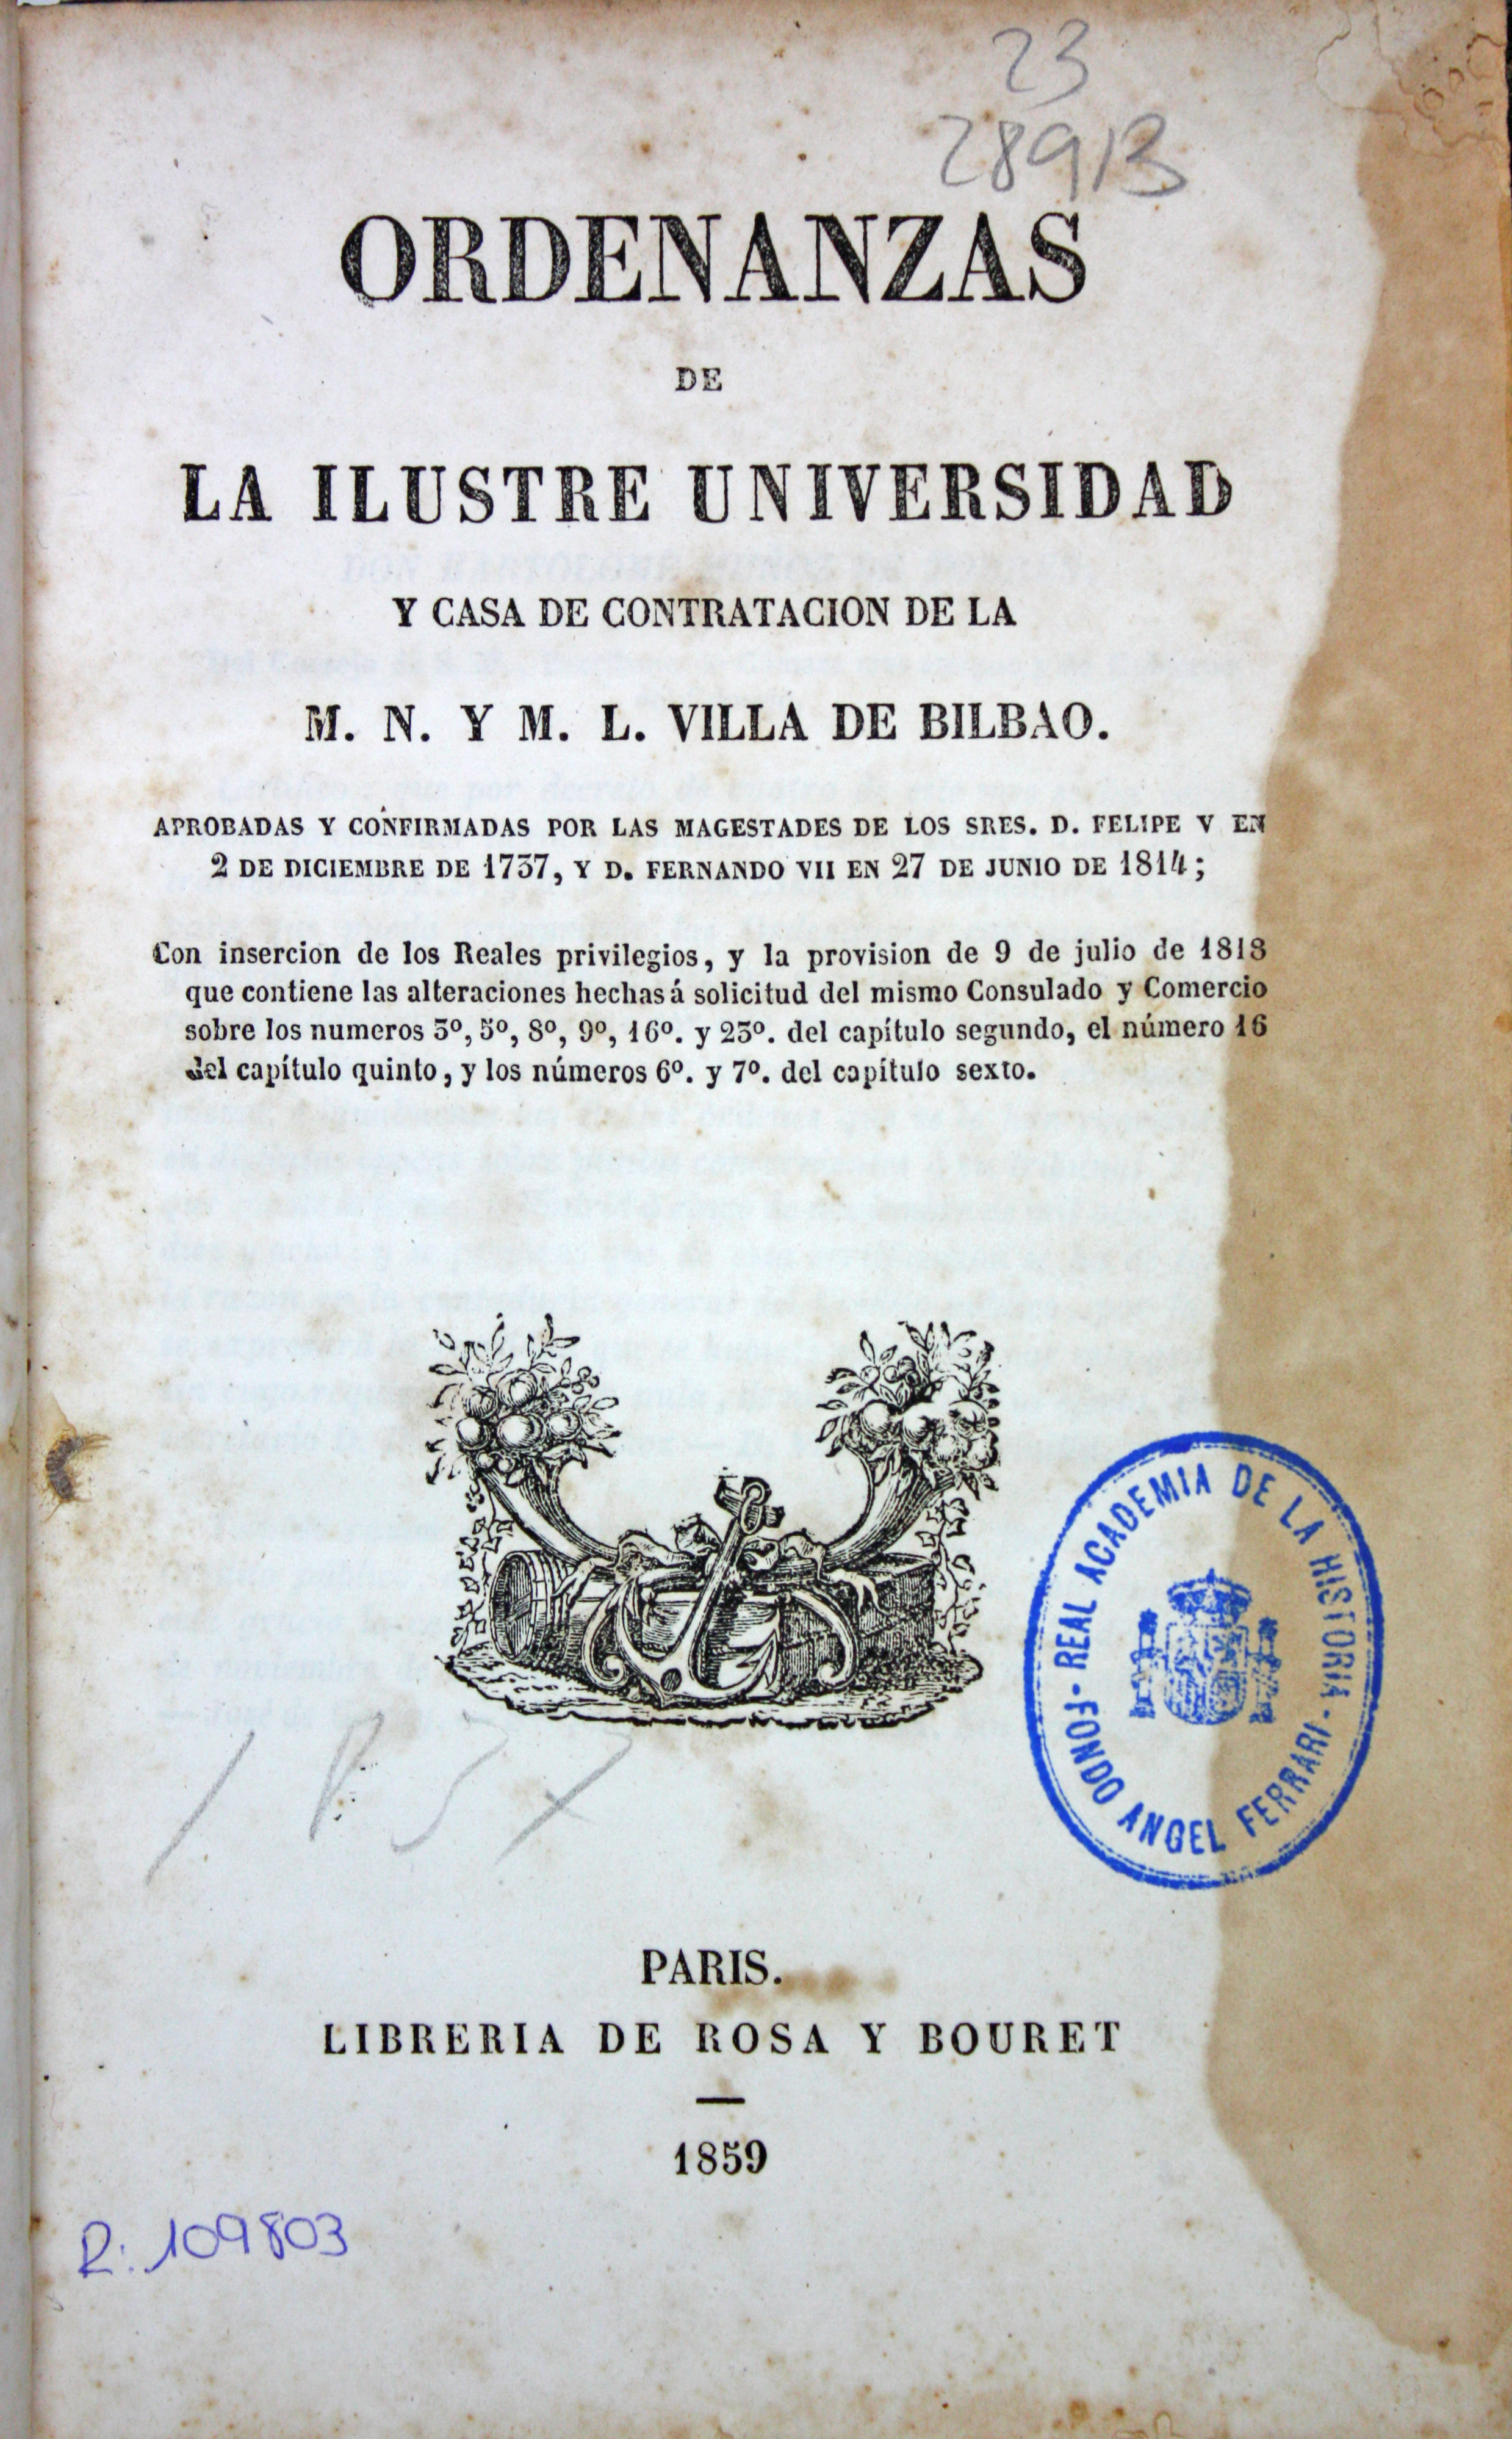 23
28913
ORDENANZAS
DE
LA ILUSTRE UNIVERSIDAD
Y CASA DE CONTRATACION DE LA
M. N. Y M. L. VILLA DE BILBAO.
APROBADAS Y CONFIRMADAS POR LAS MAGESTADES DE LOS SRES. D. FELIPE V EN
2 DE DICIEMBRE DE 1737, Y D. FERNANDO VII EN 27 DE JUNIO DE 1814;
Con insercion de los Reales privilegios, y la provision de 9 de julio de 1818
que contiene las alteraciones hechas á solicitud del mismo Consulado y Comercio
sobre los numeros 3º, 5º, 8º, 9º, 16º. y 23º. del capítulo segundo, el número 16
del capítulo quinto, y los números 6º. y 7º. del capítulo sexto.
REAL ACADEMIA DE LA HISTORIA - FONDO ANGEL FERRARI -
PARIS.
LIBRERIA DE ROSA Y BOURET
1859
R: 109803